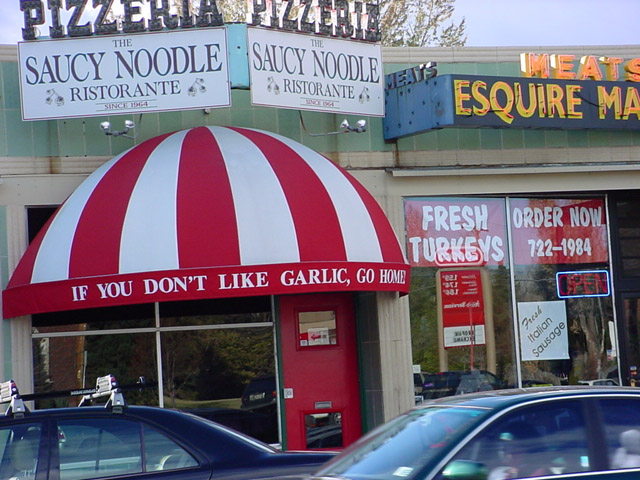 PIZZERIA
PIZZERIA
THE
SAUCY NOODLE
RISTORANTE
SINCE 1964
THE
SAUCY NOODLE
RISTORANTE
SINCE 1964
IF YOU DON'T LIKE GARLIC, GO HOME
MEATS
MEATS
ESQUIRE MA
FRESH
TURKEYS
ORDER NOW
722-1984
OPEN
Fresh
Italian
Sausage